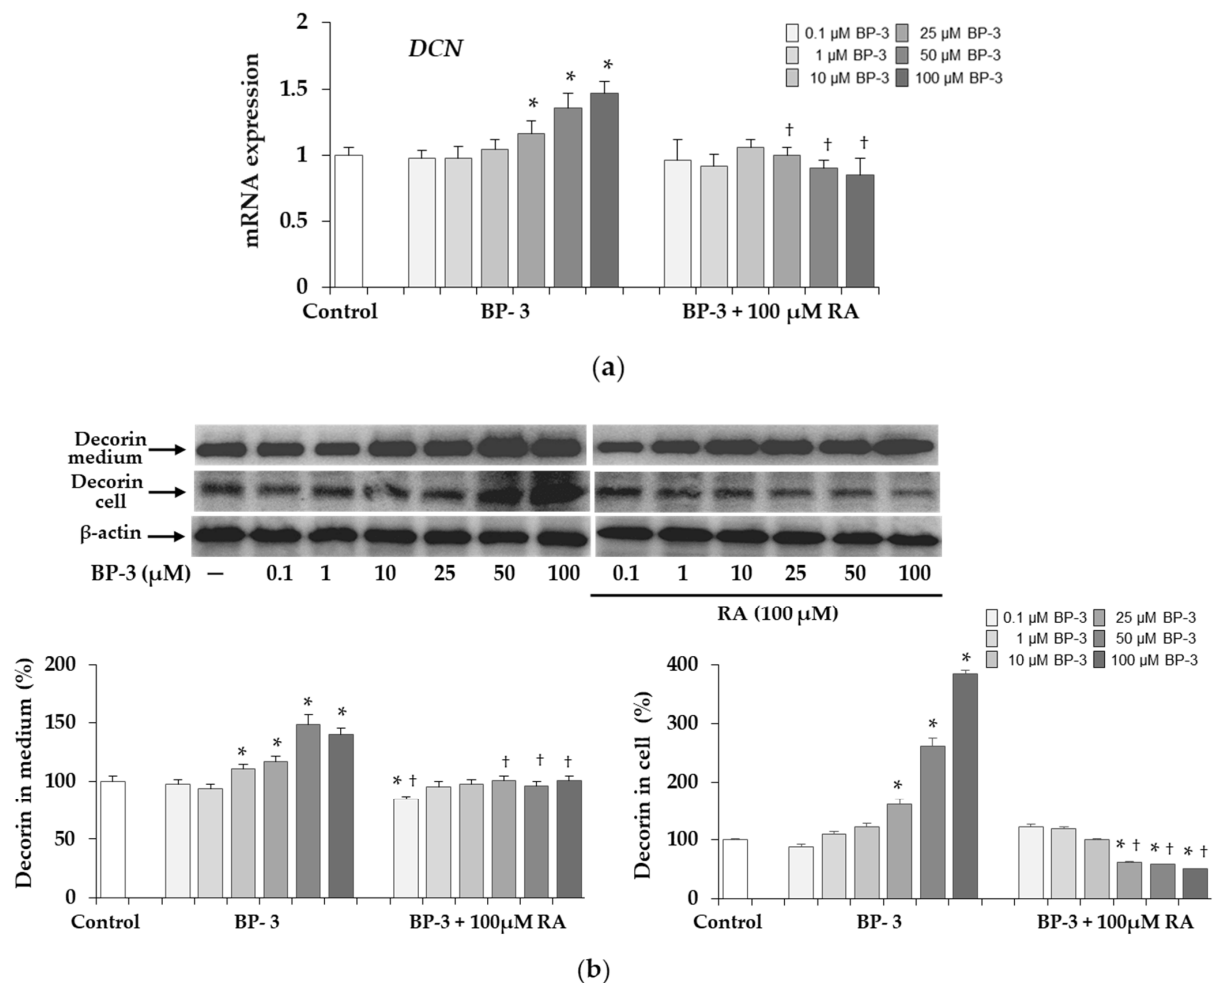 2
DCN
0.1 µM BP-3 25 µM BP-3
1 µM BP-3 50 µM BP-3
10 µM BP-3 100 µM BP-3
1.5
1
0.5
0
mRNA expression
* * *
† † †
Control BP- 3 BP-3 + 100 µM RA
(a)
Decorin
medium
Decorin
cell
β-actin
BP-3 (µM) – 0.1 1 10 25 50 100 0.1 1 10 25 50 100
RA (100 µM)
200
150
100
50
0
Decorin in medium (%)
* * * *
* † † † †
Control BP- 3 BP-3 + 100µM RA
0.1 µM BP-3 25 µM BP-3
1 µM BP-3 50 µM BP-3
10 µM BP-3 100 µM BP-3
400
300
200
100
0
Decorin in cell (%)
* * *
* † * † * †
Control BP- 3 BP-3 + 100µM RA
(b)